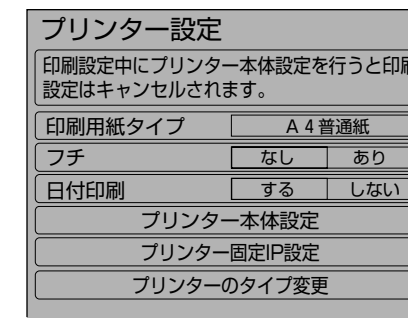 プリンター設定
印刷設定中にプリンター本体設定を行うと印刷
設定はキャンセルされます。
印刷用紙タイプ A4普通紙
フチ なし あり
日付印刷 する しない
プリンター本体設定
プリンター固定IP設定
プリンターのタイプ変更